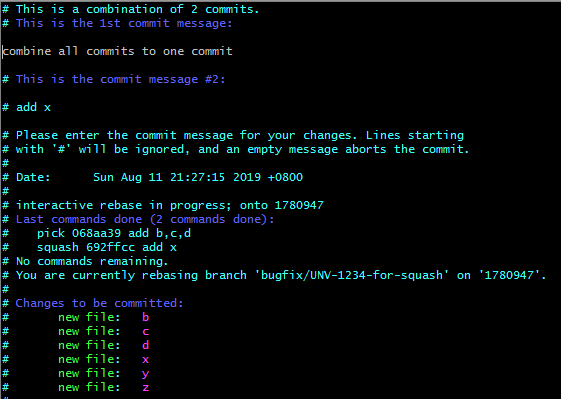 # This is a combination of 2 commits.
# This is the 1st commit message:
combine all commits to one commit
# This is the commit message #2:
# add x
# Please enter the commit message for your changes. Lines starting
# with '#' will be ignored, and an empty message aborts the commit.
#
# Date:      Sun Aug 11 21:27:15 2019 +0800
#
# interactive rebase in progress; onto 1780947
# Last commands done (2 commands done):
#    pick 068aa39 add b,c,d
#    squash 692ffcc add x
# No commands remaining.
# You are currently rebasing branch 'bugfix/UNV-1234-for-squash' on '1780947'.
#
# Changes to be committed:
#       new file:   b
#       new file:   c
#       new file:   d
#       new file:   x
#       new file:   y
#       new file:   z
#